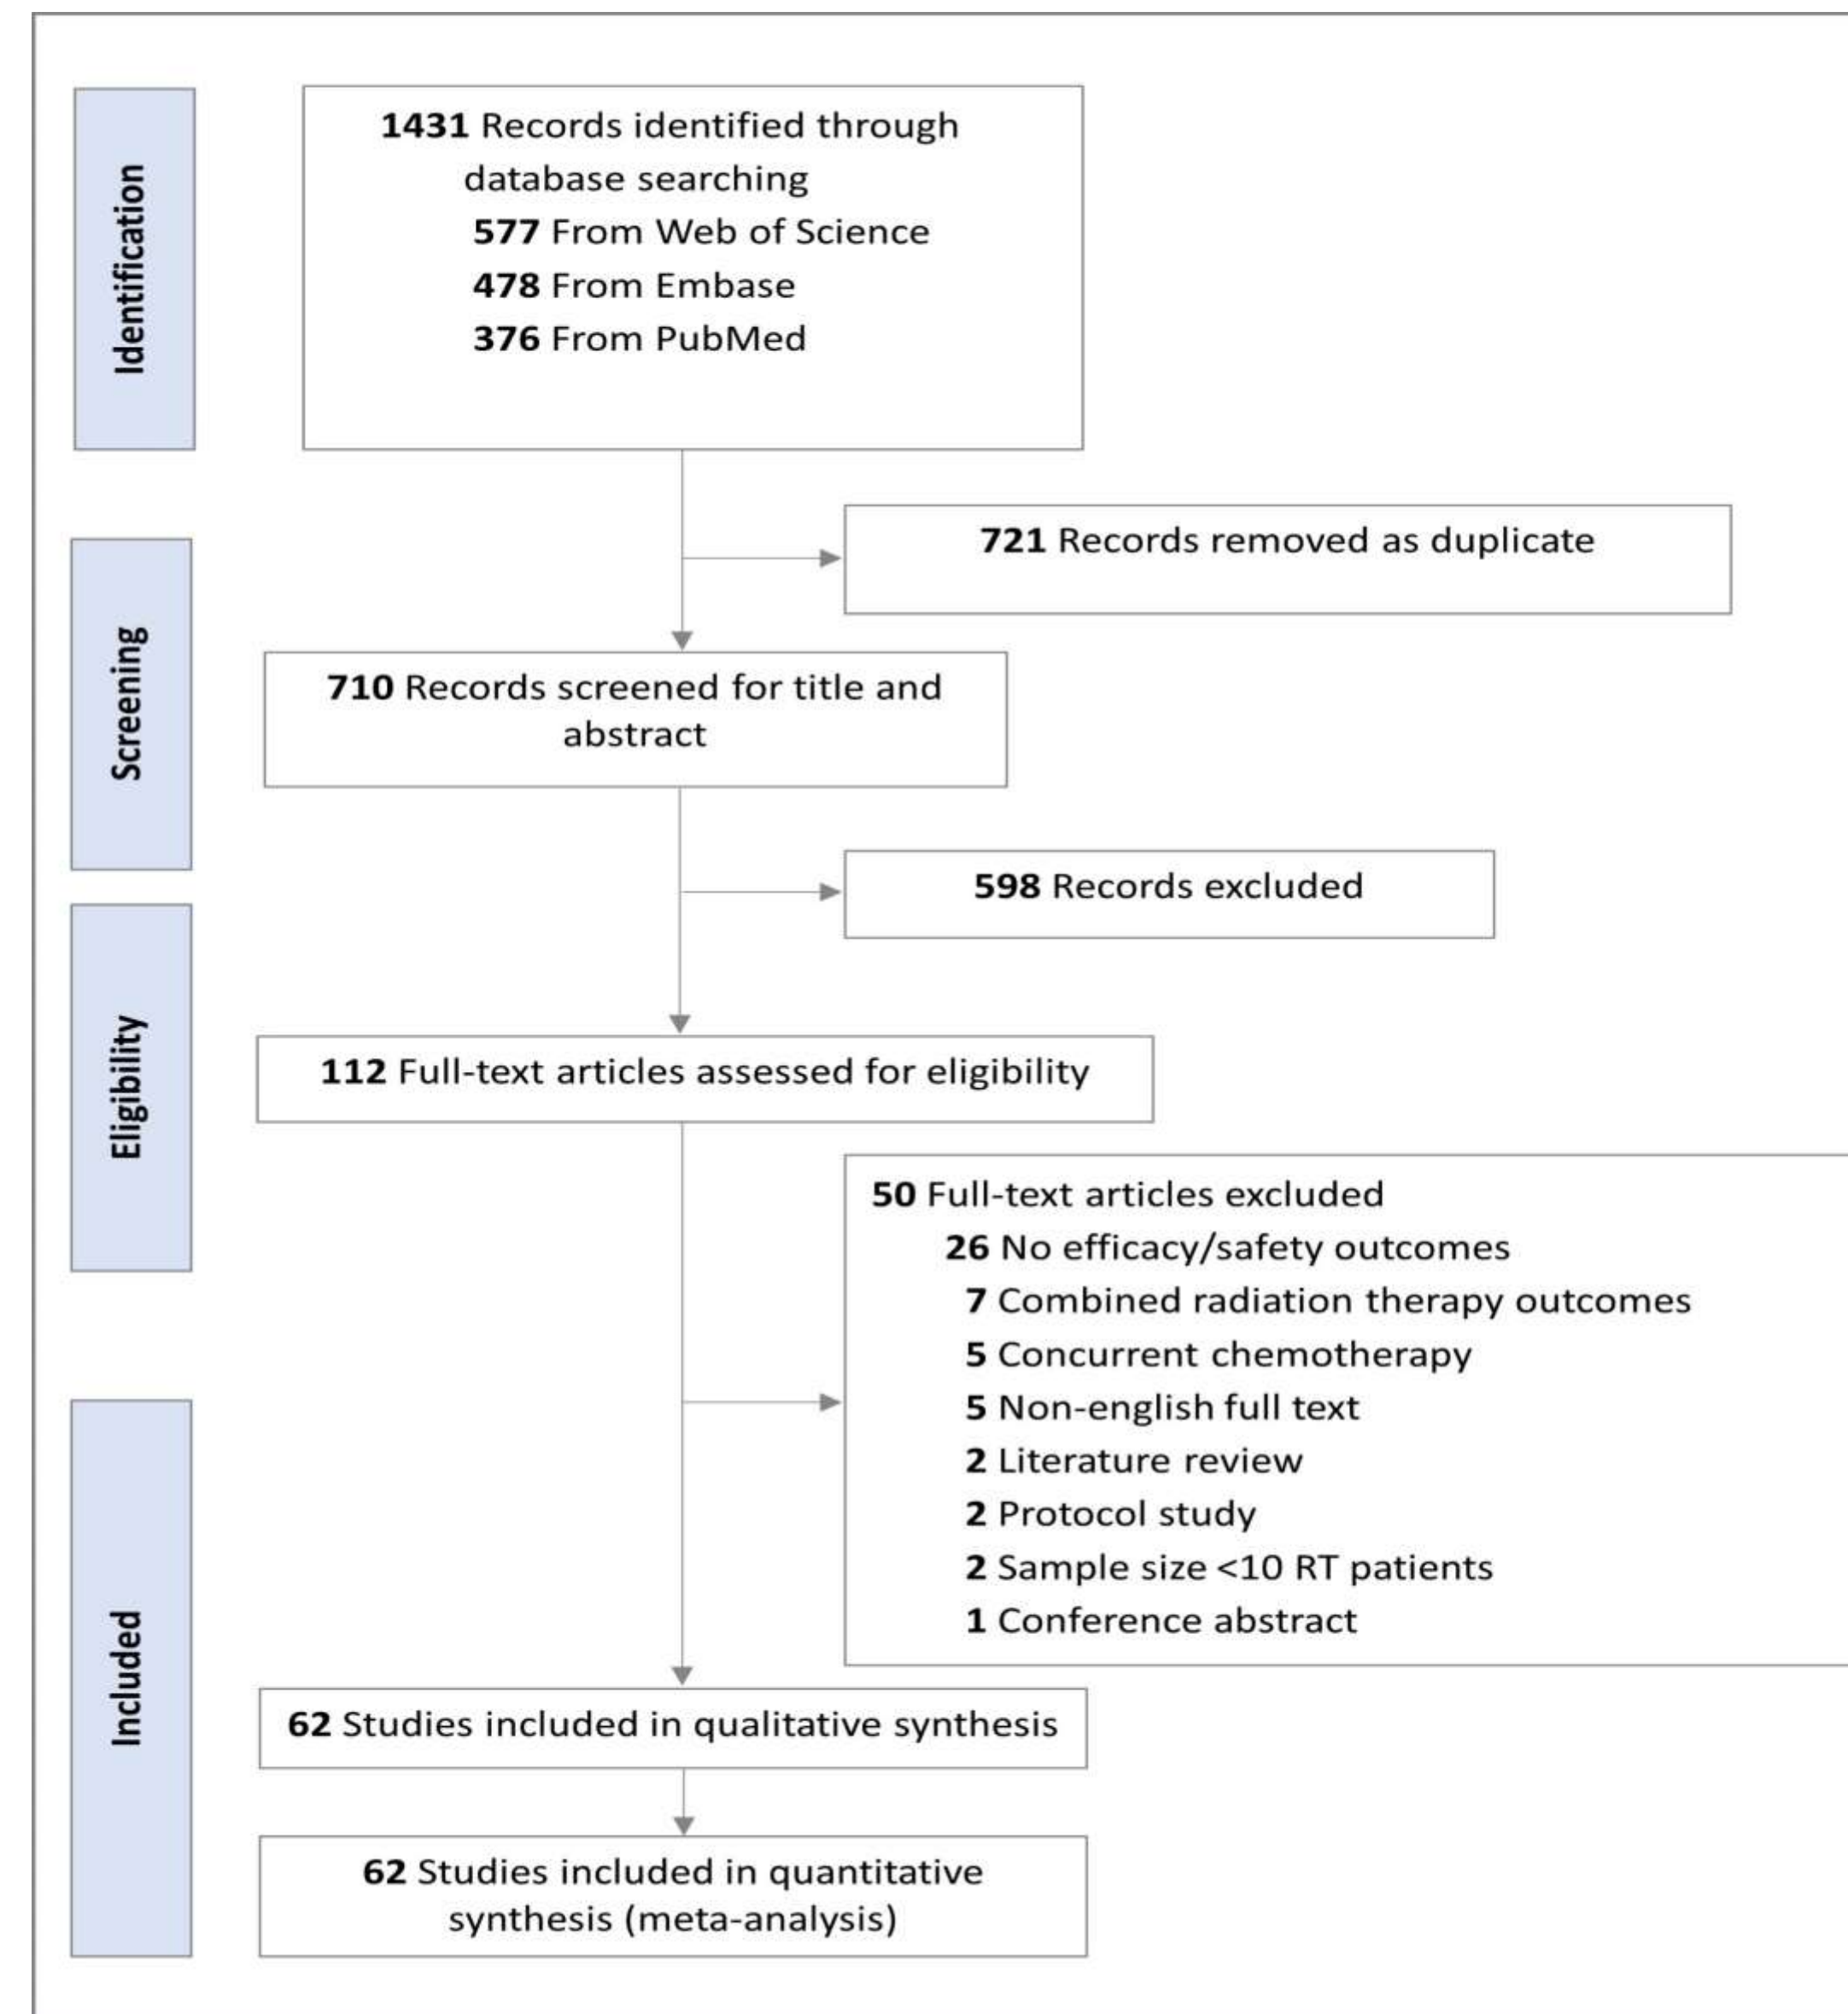 Identification
1431 Records identified through
database searching
577 From Web of Science
478 From Embase
376 From PubMed
721 Records removed as duplicate
Screening
710 Records screened for title and
abstract
598 Records excluded
Eligibility
112 Full-text articles assessed for eligibility
50 Full-text articles excluded
26 No efficacy/safety outcomes
7 Combined radiation therapy outcomes
5 Concurrent chemotherapy
5 Non-english full text
2 Literature review
2 Protocol study
2 Sample size <10 RT patients
1 Conference abstract
Included
62 Studies included in qualitative synthesis
62 Studies included in quantitative
synthesis (meta-analysis)